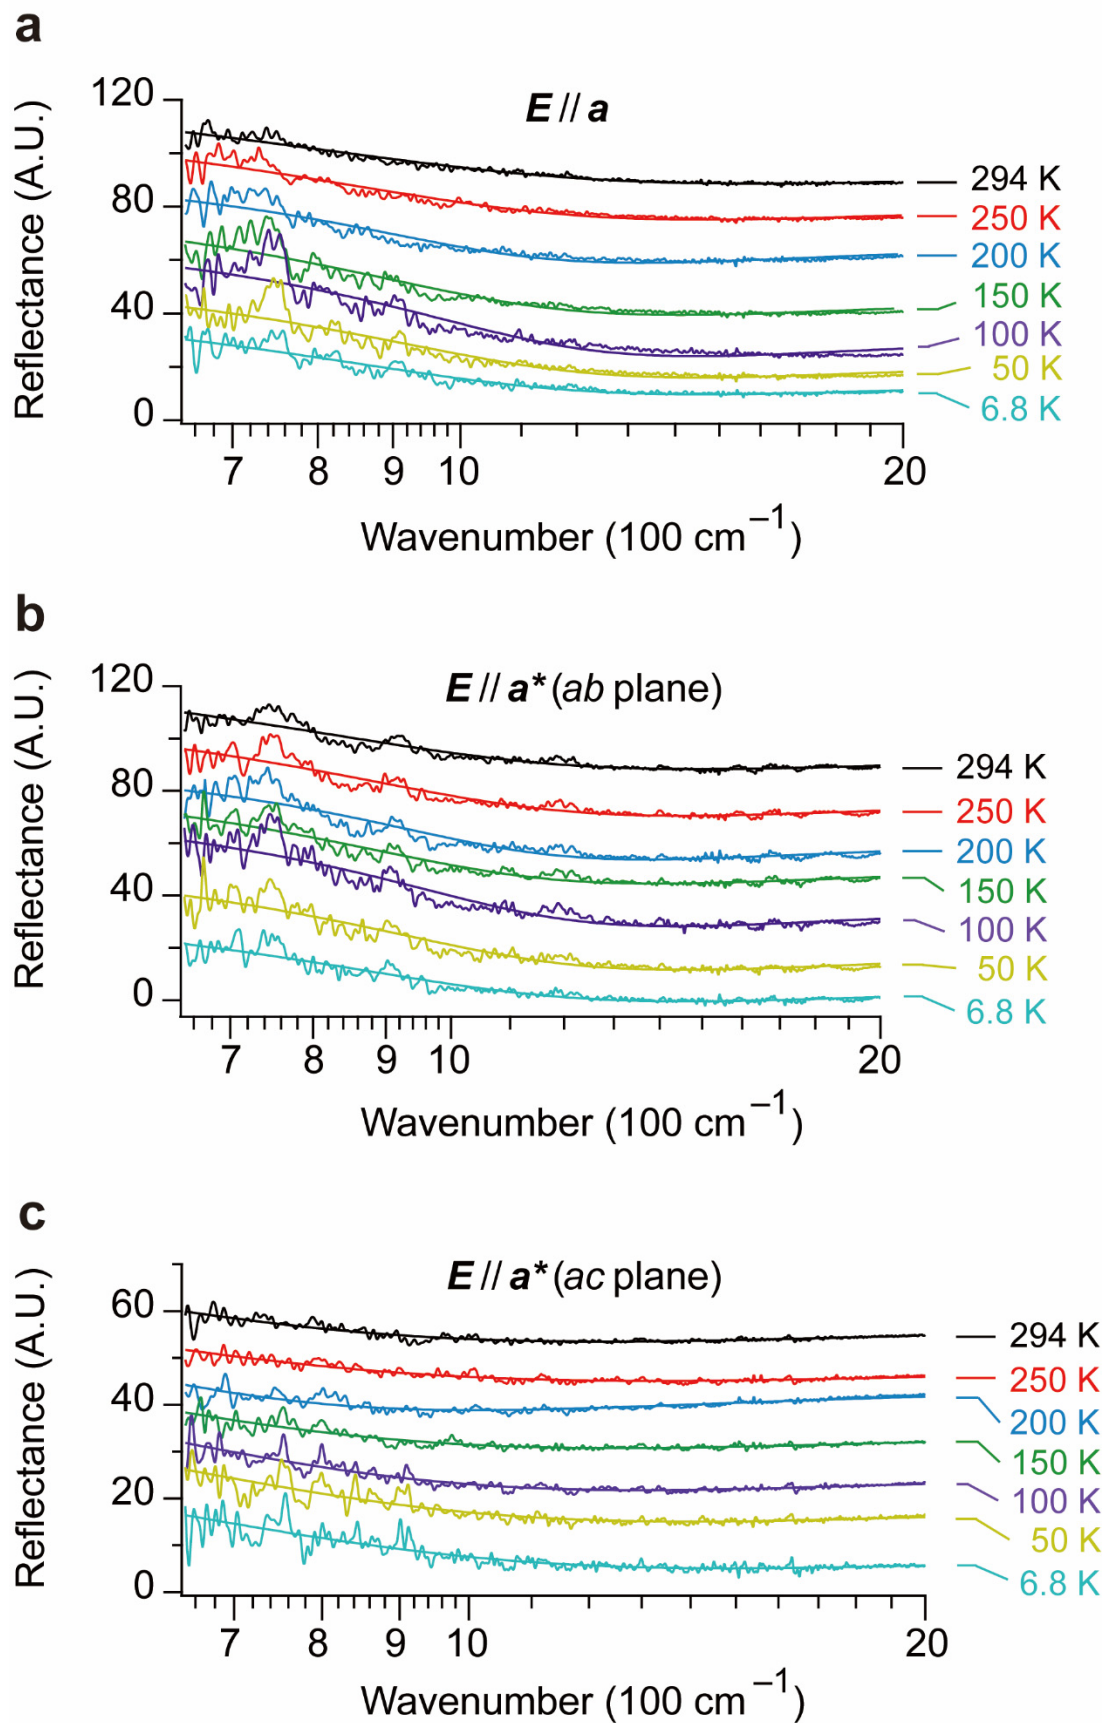 a
E // a
Reflectance (A.U.)
120
80
40
0
294 K
250 K
200 K
150 K
100 K
50 K
6.8 K
7 8 9 10 20
Wavenumber (100 cm⁻¹)
b
E // a* (ab plane)
Reflectance (A.U.)
120
80
40
0
294 K
250 K
200 K
150 K
100 K
50 K
6.8 K
7 8 9 10 20
Wavenumber (100 cm⁻¹)
c
E // a* (ac plane)
Reflectance (A.U.)
60
40
20
0
294 K
250 K
200 K
150 K
100 K
50 K
6.8 K
7 8 9 10 20
Wavenumber (100 cm⁻¹)